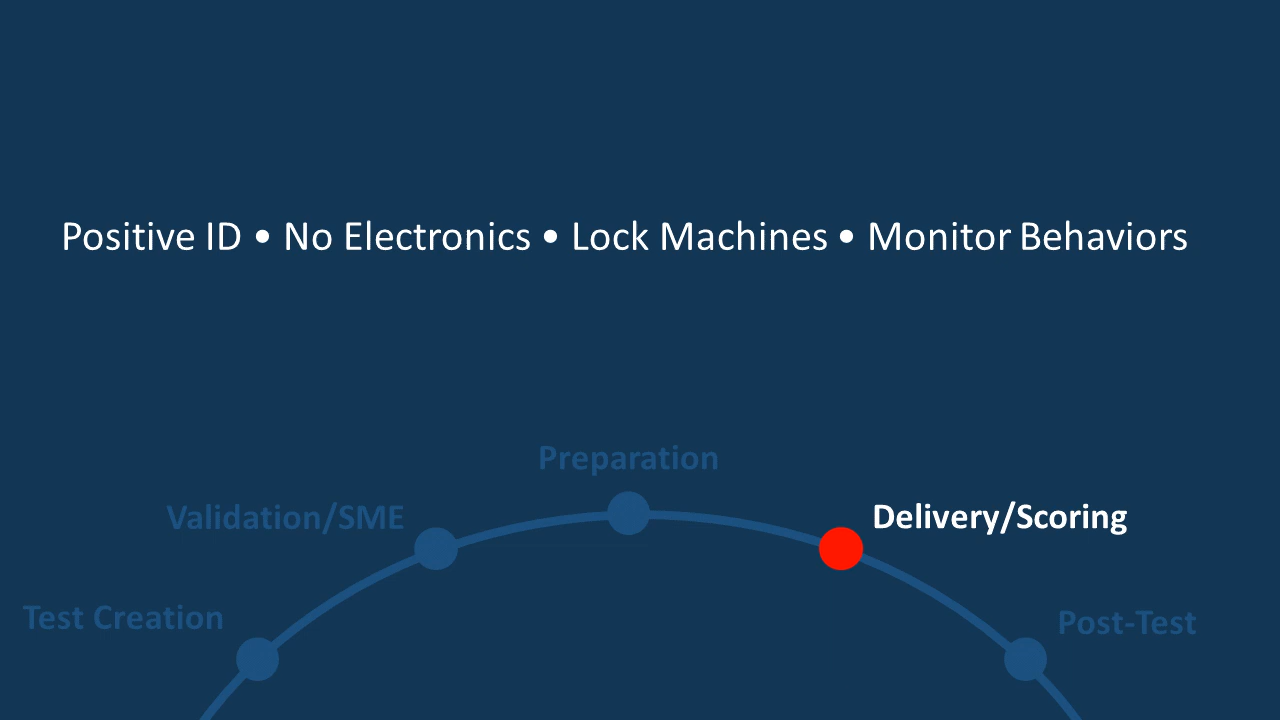 Positive ID • No Electronics • Lock Machines • Monitor Behaviors
Preparation
Validation/SME
Delivery/Scoring
Test Creation
Post-Test